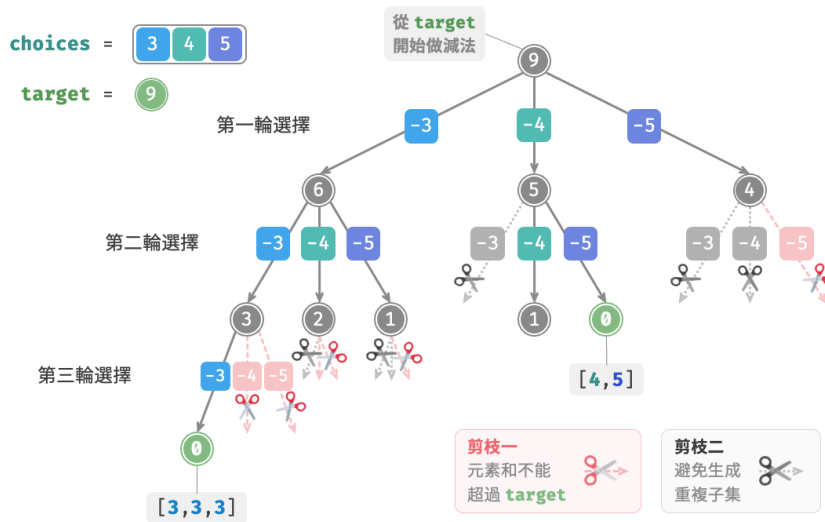 從 target
開始做減法
choices = 3 4 5
target = 9
9
第一輪選擇
-3 -4 -5
6 5 4
第二輪選擇
-3 -4 -5 -3 -4 -5 -3 -4 -5
3 2 1 1 0
第三輪選擇
-3 -4 -5
[4,5]
0
[3,3,3]
剪枝一
元素和不能
超過 target
剪枝二
避免生成
重複子集